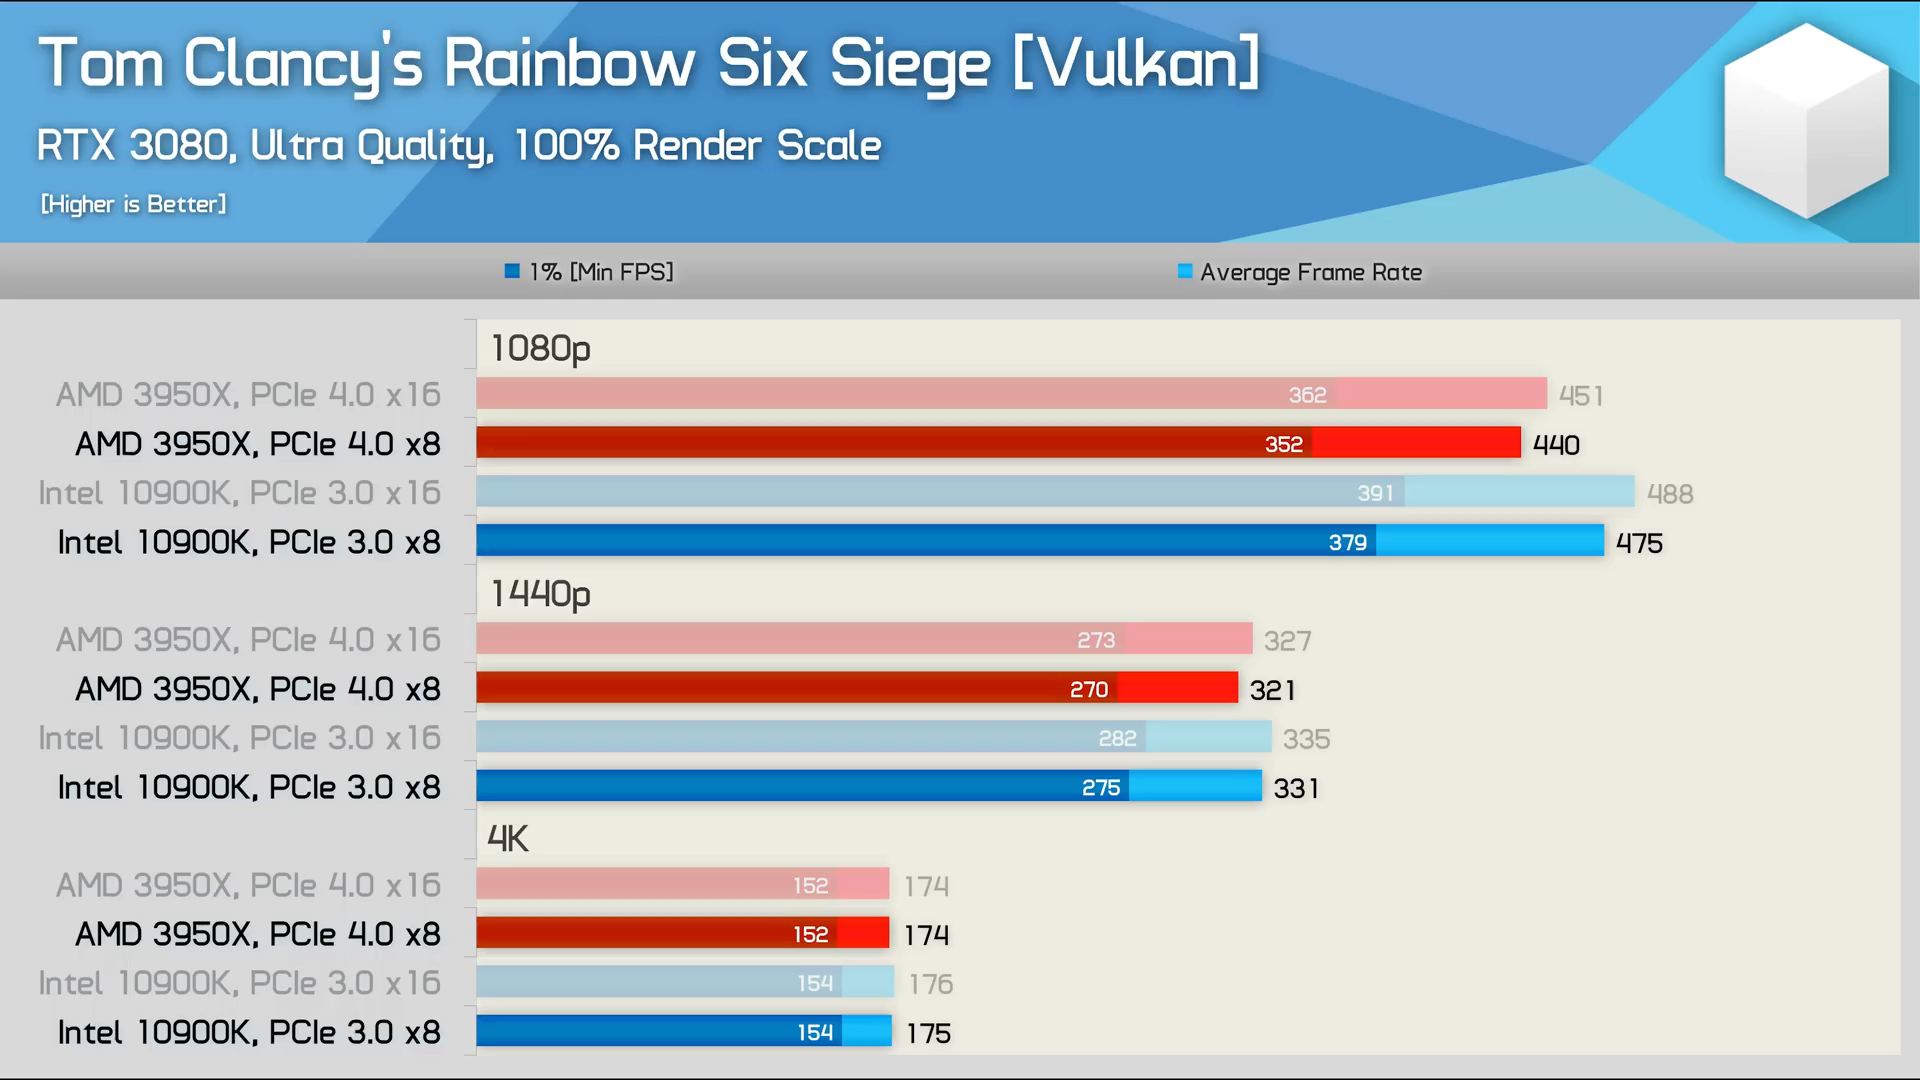 Tom Clancy's Rainbow Six Siege [Vulkan]
RTX 3080, Ultra Quality, 100% Render Scale
[Higher is Better]
1% [Min FPS] Average Frame Rate
1080p
AMD 3950X, PCIe 4.0 x16 362 451
AMD 3950X, PCIe 4.0 x8 352 440
Intel 10900K, PCIe 3.0 x16 391 488
Intel 10900K, PCIe 3.0 x8 379 475
1440p
AMD 3950X, PCIe 4.0 x16 273 327
AMD 3950X, PCIe 4.0 x8 270 321
Intel 10900K, PCIe 3.0 x16 282 335
Intel 10900K, PCIe 3.0 x8 275 331
4K
AMD 3950X, PCIe 4.0 x16 152 174
AMD 3950X, PCIe 4.0 x8 152 174
Intel 10900K, PCIe 3.0 x16 154 176
Intel 10900K, PCIe 3.0 x8 154 175